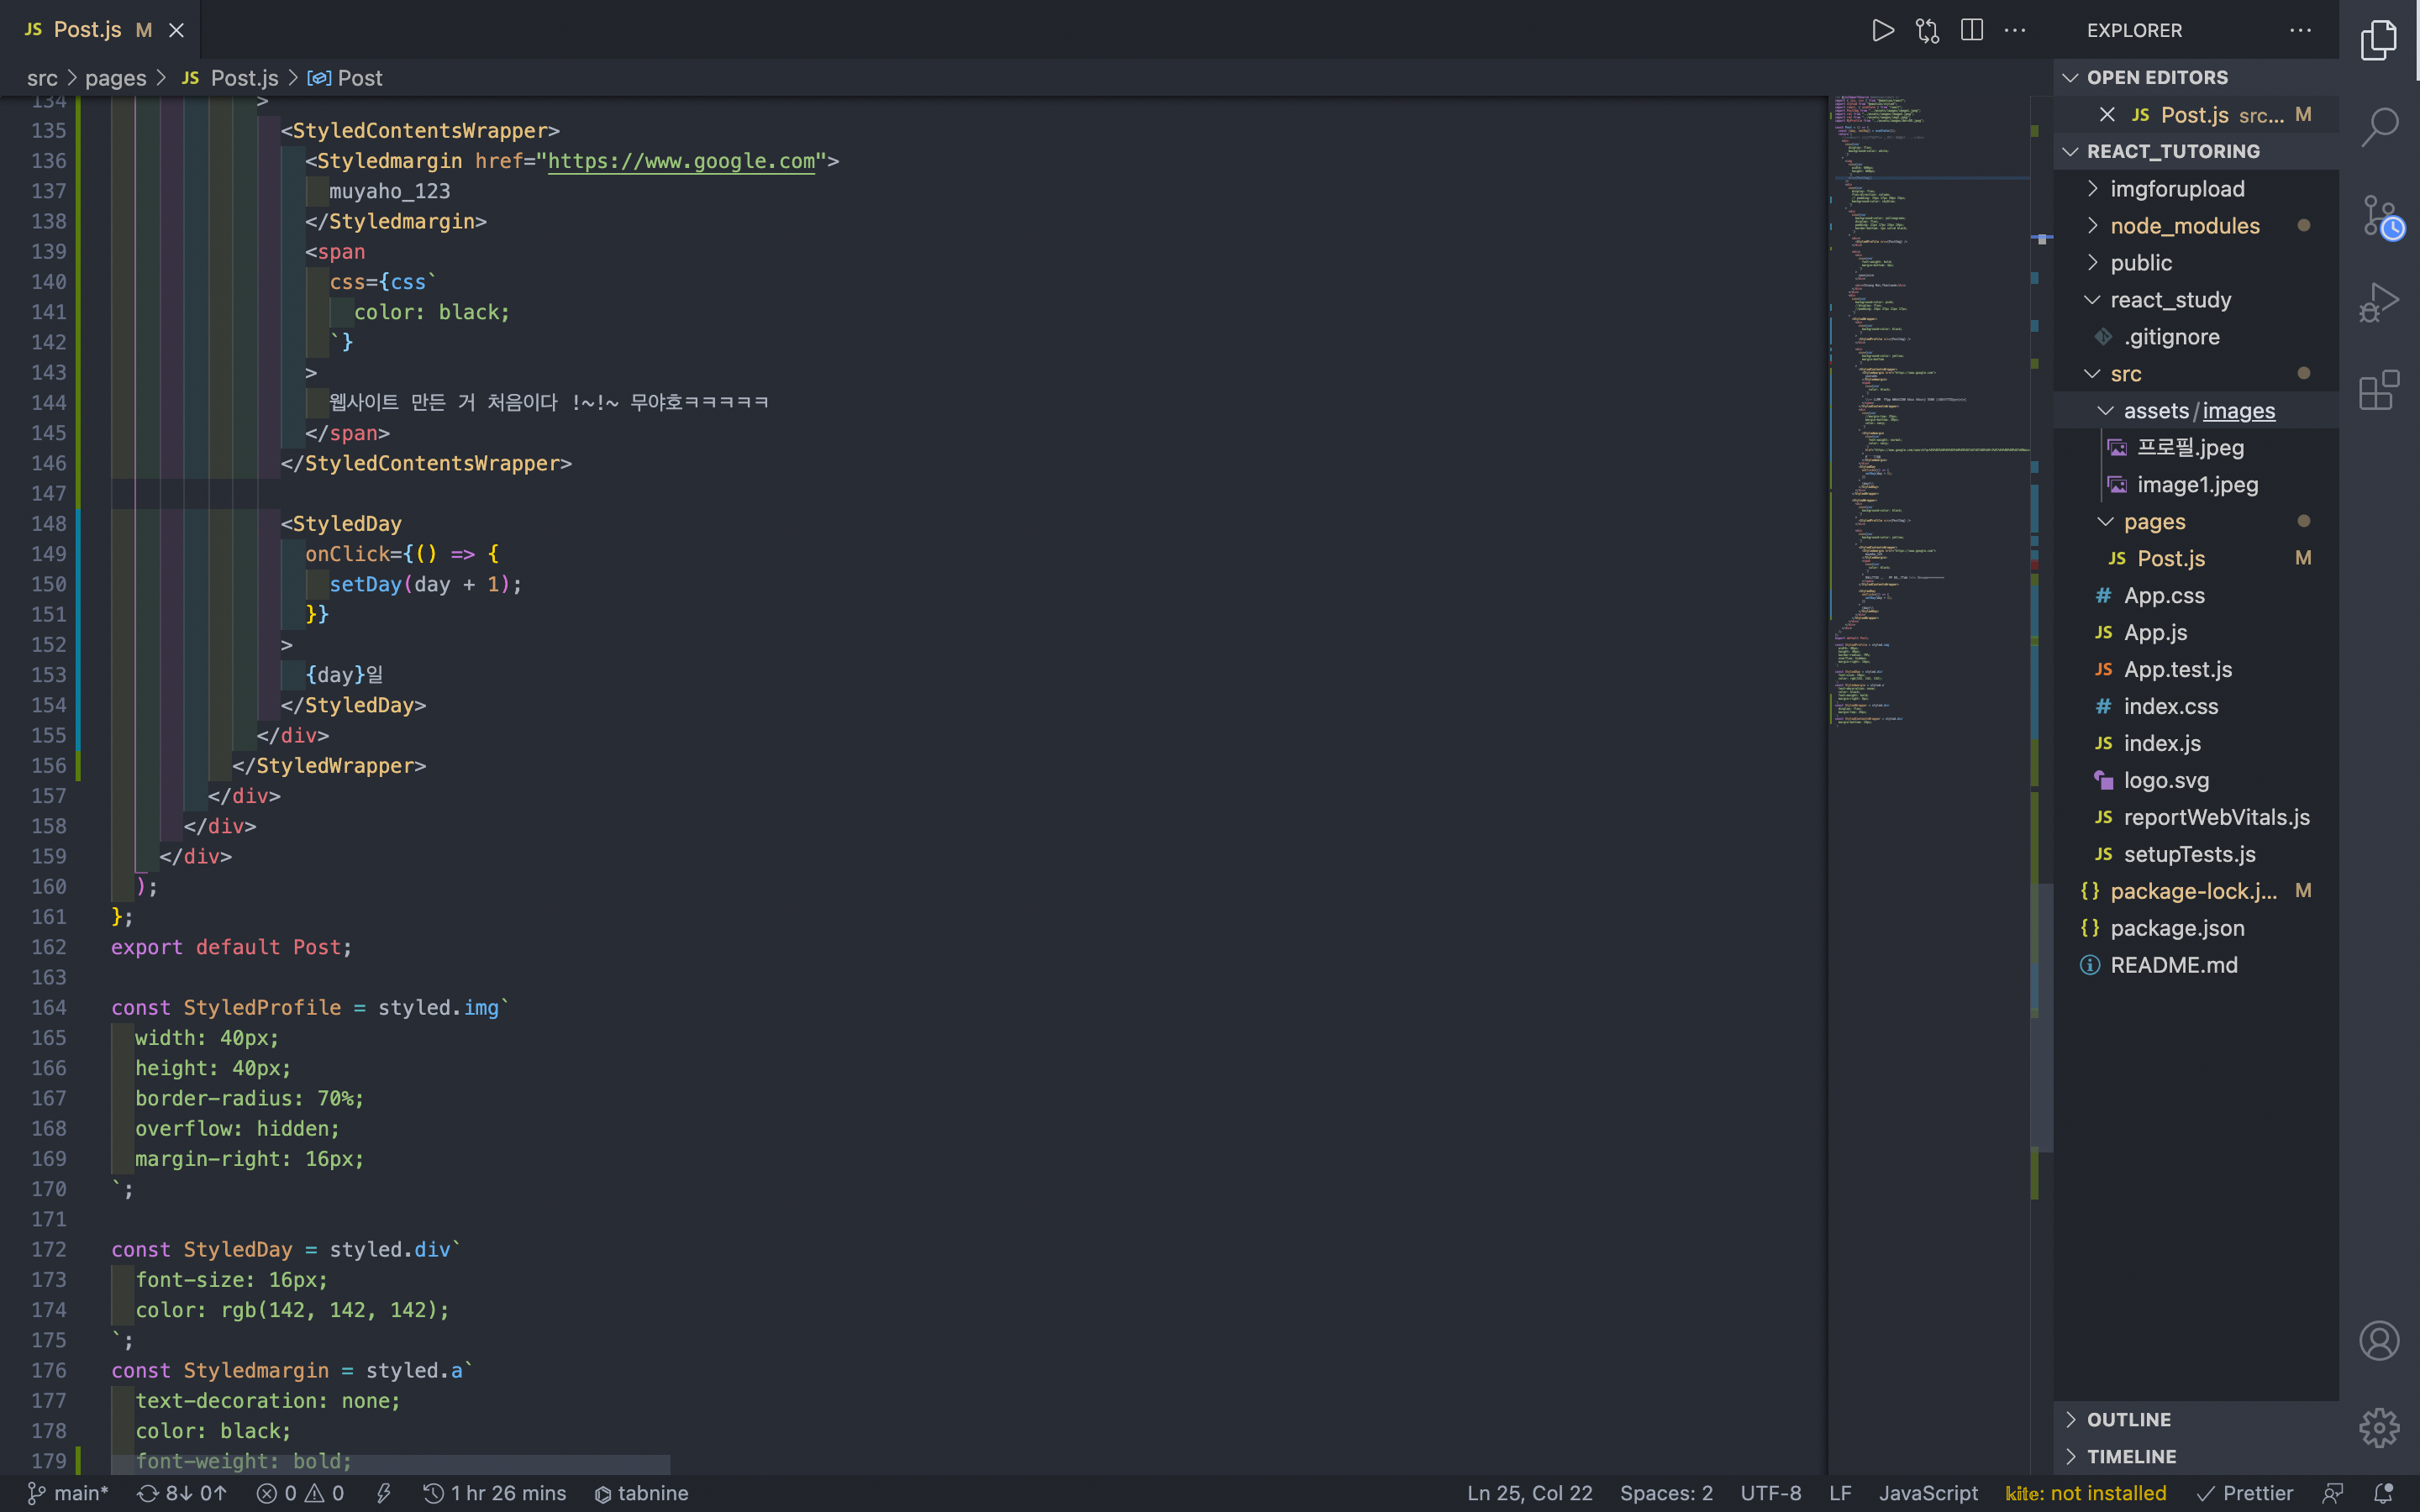 JS Post.js M
EXPLORER
src > pages > JS Post.js > Post
134 >
135 <StyledContentsWrapper>
136 <Styledmargin href="https://www.google.com">
137 muyaho_123
138 </Styledmargin>
139 <span
140 css={css`
141 color: black;
142 `}
143 >
144 웹사이트 만든 거 처음이다 !~!~ 무야호ㅋㅋㅋㅋㅋ
145 </span>
146 </StyledContentsWrapper>
147
148 <StyledDay
149 onClick={() => {
150 setDay(day + 1);
151 }}
152 >
153 {day}일
154 </StyledDay>
155 </div>
156 </StyledWrapper>
157 </div>
158 </div>
159 </div>
160 );
161 };
162 export default Post;
163
164 const StyledProfile = styled.img`
165 width: 40px;
166 height: 40px;
167 border-radius: 70%;
168 overflow: hidden;
169 margin-right: 16px;
170 `;
171
172 const StyledDay = styled.div`
173 font-size: 16px;
174 color: rgb(142, 142, 142);
175 `;
176 const Styledmargin = styled.a`
177 text-decoration: none;
178 color: black;
179 font-weight: bold;
OPEN EDITORS
JS Post.js src... M
REACT_TUTORING
imgforupload
node_modules
public
react_study
.gitignore
src
assets/images
프로필.jpeg
image1.jpeg
pages
JS Post.js M
# App.css
JS App.js
JS App.test.js
# index.css
JS index.js
logo.svg
JS reportWebVitals.js
JS setupTests.js
{} package-lock.j... M
{} package.json
README.md
OUTLINE
TIMELINE
main* 8↓ 0↑ 0 0 1 hr 26 mins tabnine Ln 25, Col 22 Spaces: 2 UTF-8 LF JavaScript kite: not installed Prettier